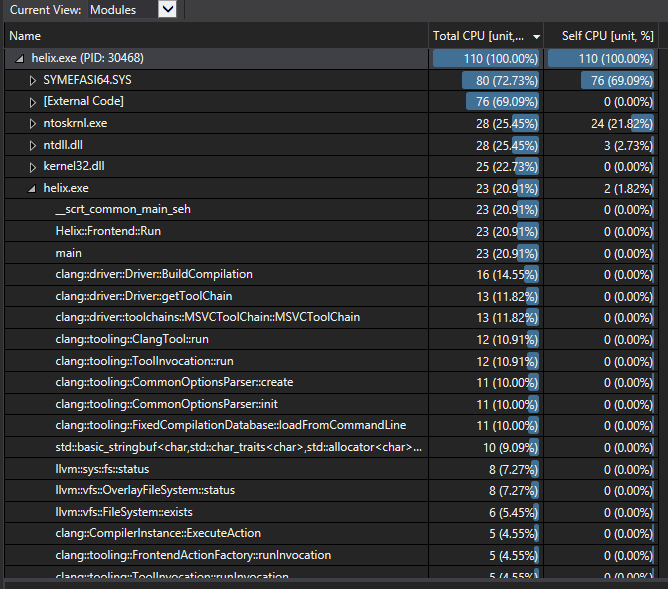 Current View: Modules
Name Total CPU [unit,... Self CPU [unit, %]
helix.exe (PID: 30468) 110 (100.00%) 110 (100.00%)
SYMEFASI64.SYS 80 (72.73%) 76 (69.09%)
[External Code] 76 (69.09%) 0 (0.00%)
ntoskrnl.exe 28 (25.45%) 24 (21.82%)
ntdll.dll 28 (25.45%) 3 (2.73%)
kernel32.dll 25 (22.73%) 0 (0.00%)
helix.exe 23 (20.91%) 2 (1.82%)
__scrt_common_main_seh 23 (20.91%) 0 (0.00%)
Helix::Frontend::Run 23 (20.91%) 0 (0.00%)
main 23 (20.91%) 0 (0.00%)
clang::driver::Driver::BuildCompilation 16 (14.55%) 0 (0.00%)
clang::driver::Driver::getToolChain 13 (11.82%) 0 (0.00%)
clang::driver::toolchains::MSVCToolChain::MSVCToolChain 13 (11.82%) 0 (0.00%)
clang::tooling::ClangTool::run 12 (10.91%) 0 (0.00%)
clang::tooling::ToolInvocation::run 12 (10.91%) 0 (0.00%)
clang::tooling::CommonOptionsParser::create 11 (10.00%) 0 (0.00%)
clang::tooling::CommonOptionsParser::init 11 (10.00%) 0 (0.00%)
clang::tooling::FixedCompilationDatabase::loadFromCommandLine 11 (10.00%) 0 (0.00%)
std::basic_stringbuf<char,std::char_traits<char>,std::allocator<char>... 10 (9.09%) 0 (0.00%)
llvm::sys::fs::status 8 (7.27%) 0 (0.00%)
llvm::vfs::OverlayFileSystem::status 8 (7.27%) 0 (0.00%)
llvm::vfs::FileSystem::exists 6 (5.45%) 0 (0.00%)
clang::CompilerInstance::ExecuteAction 5 (4.55%) 0 (0.00%)
clang::tooling::FrontendActionFactory::runInvocation 5 (4.55%) 0 (0.00%)
clang::tooling::ToolInvocation::runInvocation 5 (4.55%) 0 (0.00%)